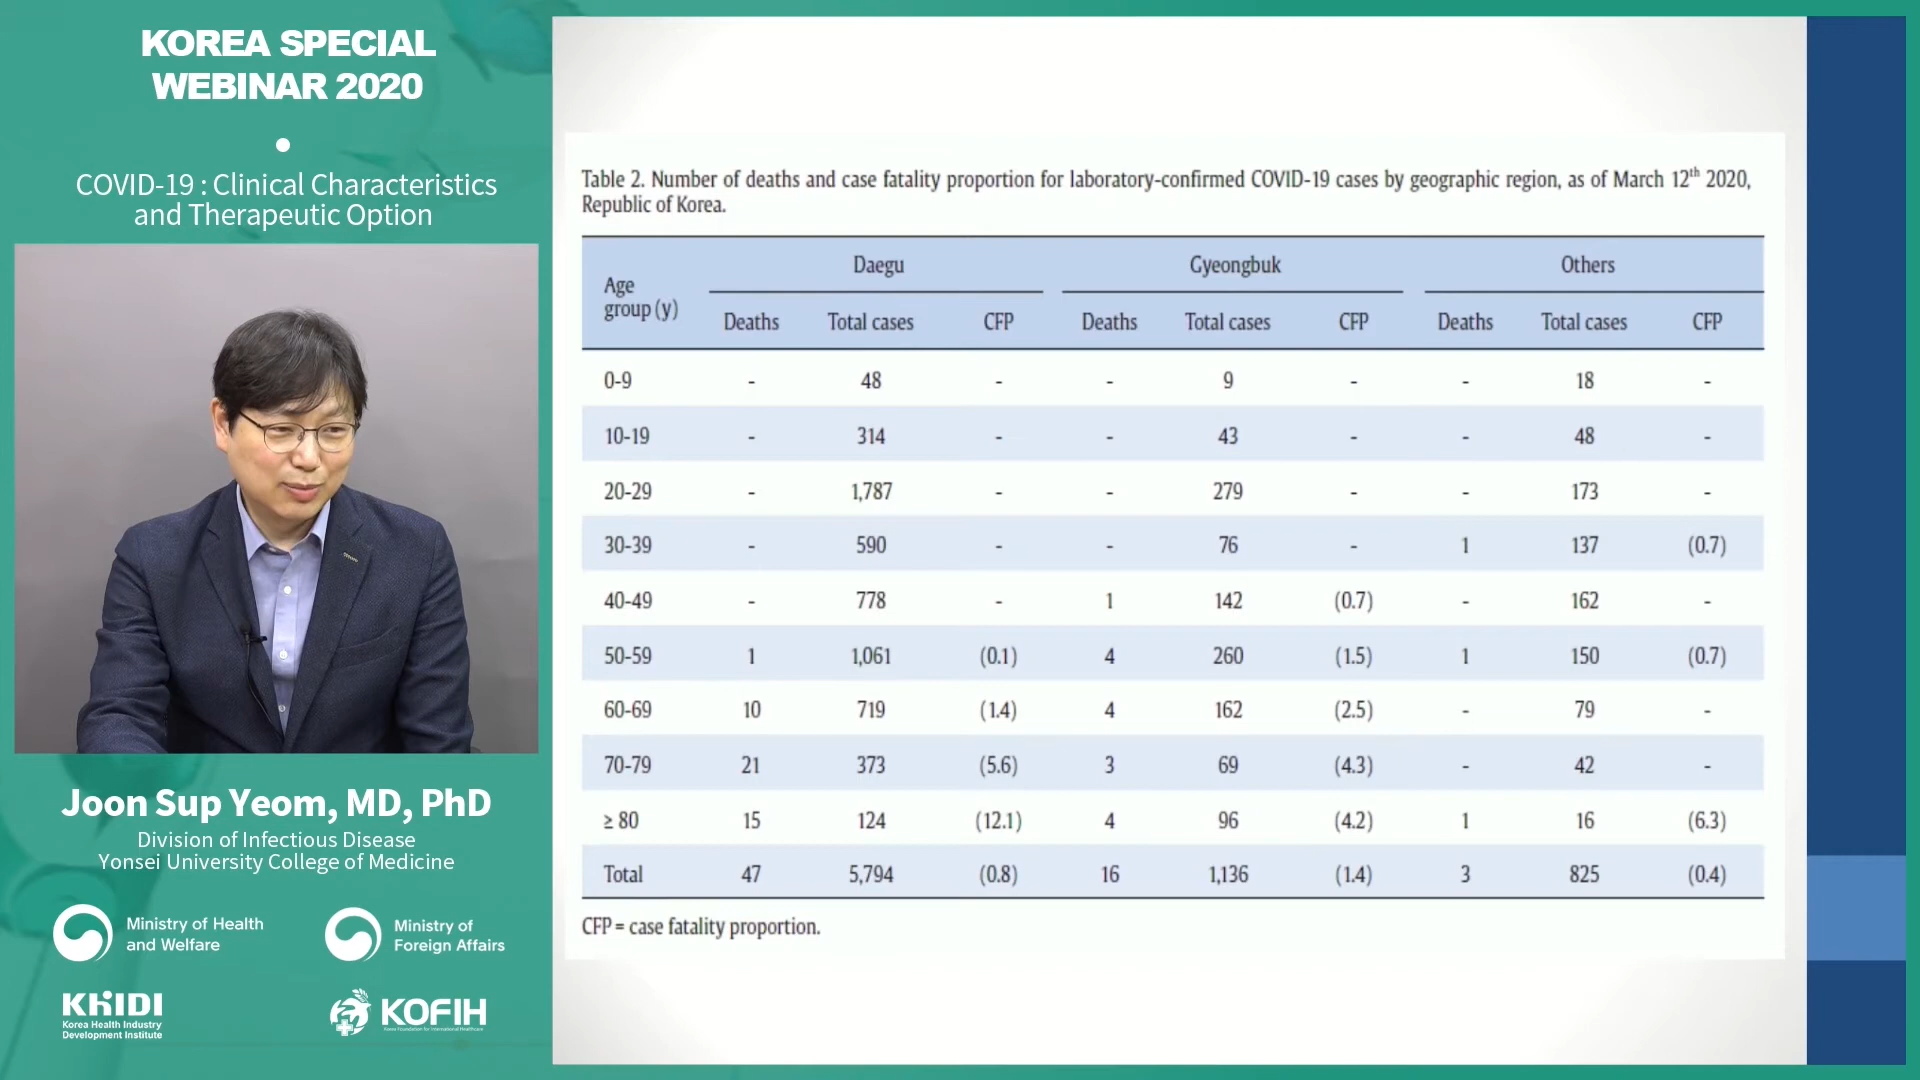 KOREA SPECIAL
WEBINAR 2020
COVID-19 : Clinical Characteristics
and Therapeutic Option
Joon Sup Yeom, MD, PhD
Division of Infectious Disease
Yonsei University College of Medicine
Ministry of Health
and Welfare
Ministry of
Foreign Affairs
KHIDI
Korea Health Industry
Development Institute
KOFIH
Korea Foundation for International Healthcare
Table 2. Number of deaths and case fatality proportion for laboratory-confirmed COVID-19 cases by geographic region, as of March 12th 2020,
Republic of Korea.
Age group (y) Daegu Gyeongbuk Others
Deaths Total cases CFP Deaths Total cases CFP Deaths Total cases CFP
0-9 - 48 - - 9 - - 18 -
10-19 - 314 - - 43 - - 48 -
20-29 - 1,787 - - 279 - - 173 -
30-39 - 590 - - 76 - 1 137 (0.7)
40-49 - 778 - 1 142 (0.7) - 162 -
50-59 1 1,061 (0.1) 4 260 (1.5) 1 150 (0.7)
60-69 10 719 (1.4) 4 162 (2.5) - 79 -
70-79 21 373 (5.6) 3 69 (4.3) - 42 -
≥ 80 15 124 (12.1) 4 96 (4.2) 1 16 (6.3)
Total 47 5,794 (0.8) 16 1,136 (1.4) 3 825 (0.4)
CFP = case fatality proportion.